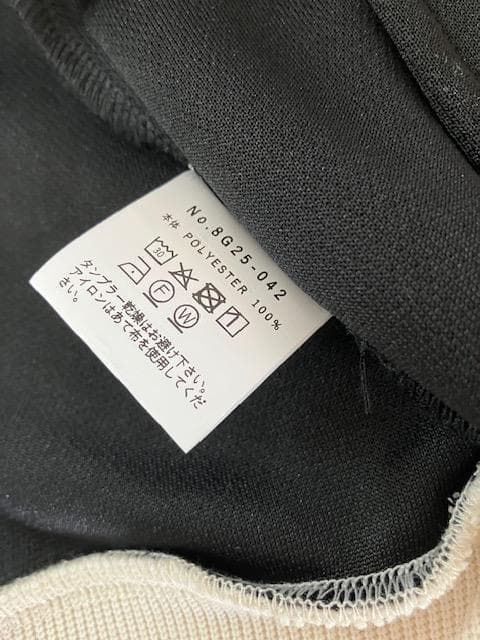 No.8G25-042
本体 POLYESTER 100%
30
F W
タンブラー乾燥はお避け下さい。
アイロンはあて布を使用してくだ
さい。